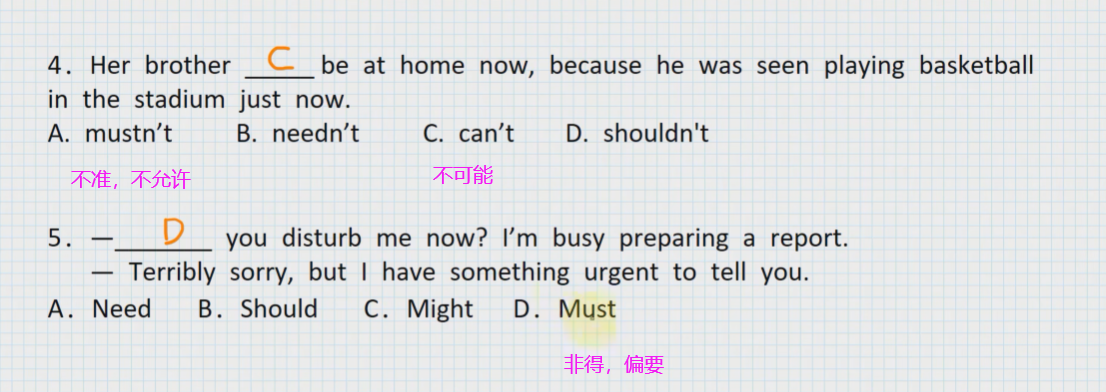 4. Her brother C be at home now, because he was seen playing basketball
in the stadium just now.
A. mustn’t B. needn’t C. can’t D. shouldn't
不准，不允许 不可能
5. — D you disturb me now? I’m busy preparing a report.
— Terribly sorry, but I have something urgent to tell you.
A. Need B. Should C. Might D. Must
非得，偏要